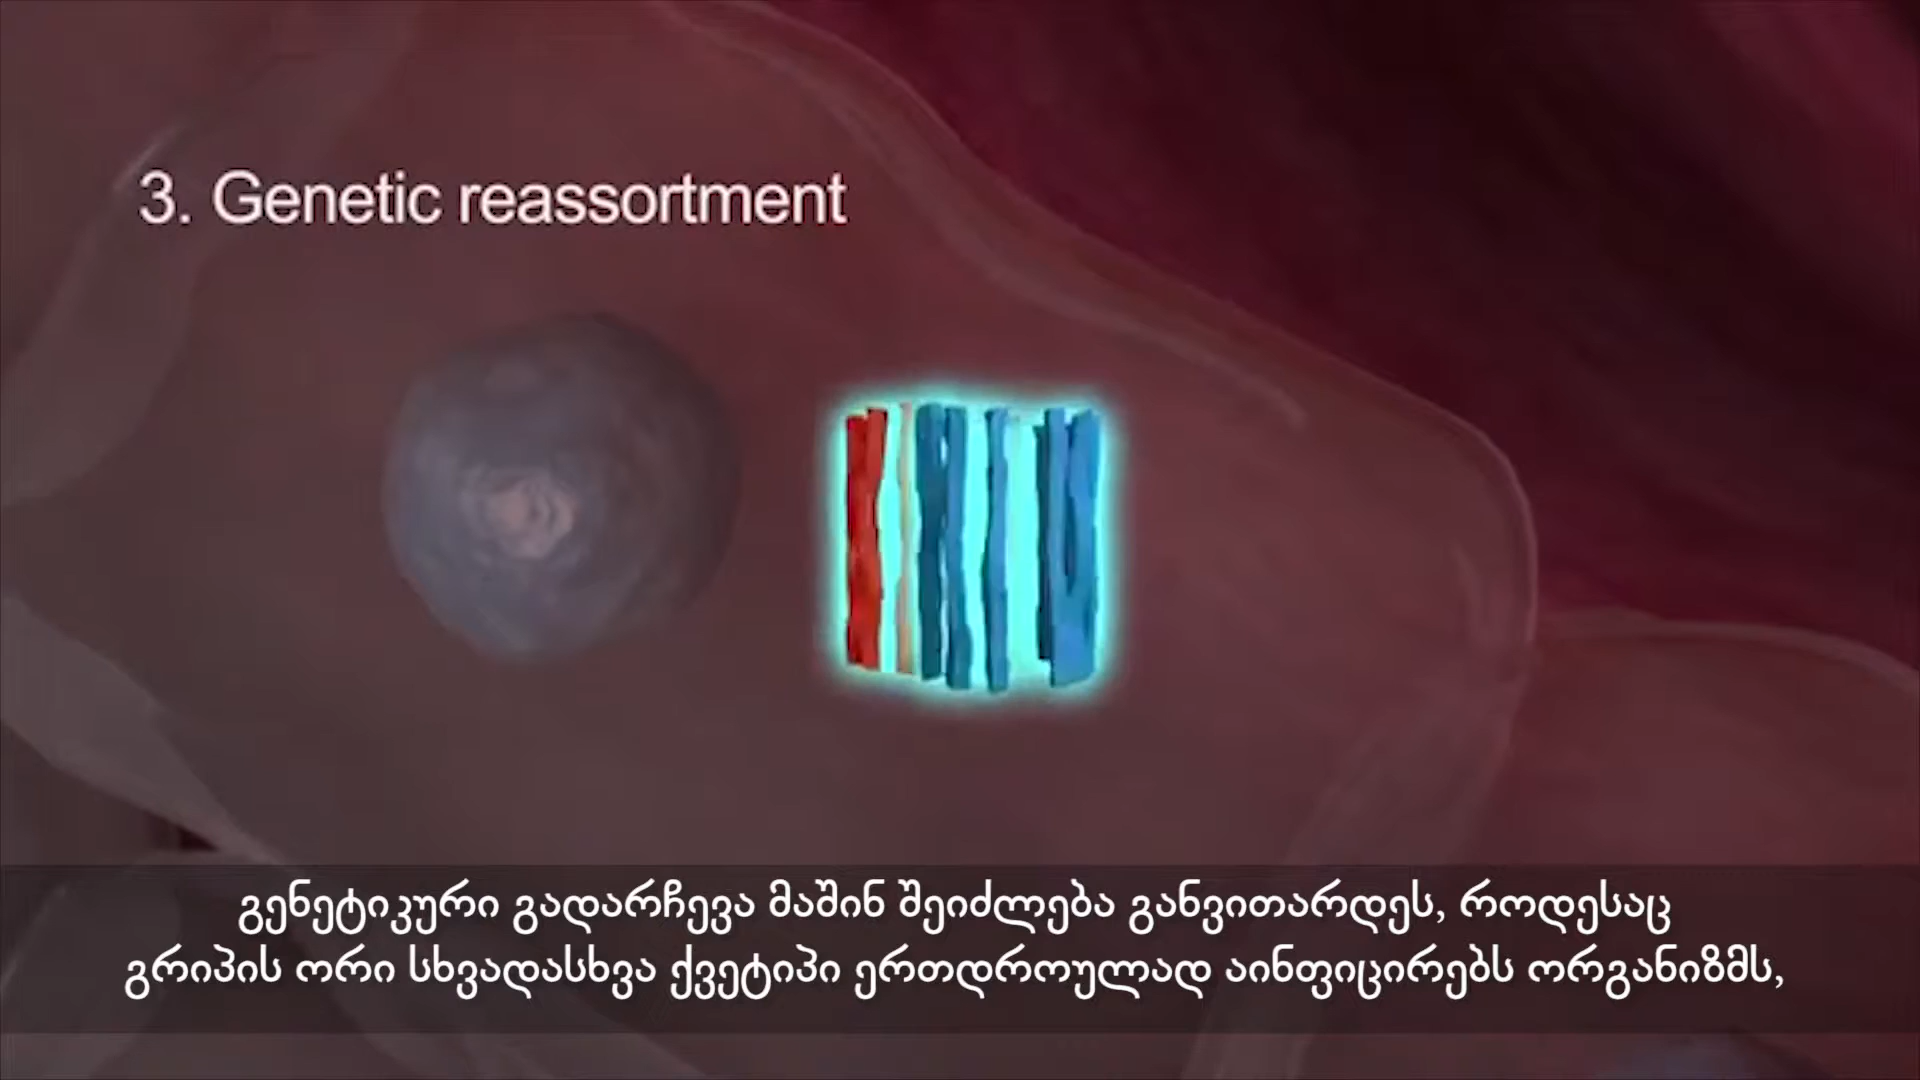 3. Genetic reassortment
გენეტიკური გადარჩევა მაშინ შეიძლება განვითარდეს, როდესაც
გრიპის ორი სხვადასხვა ქვეტიპი ერთდროულად აინფიცირებს ორგანიზმს,